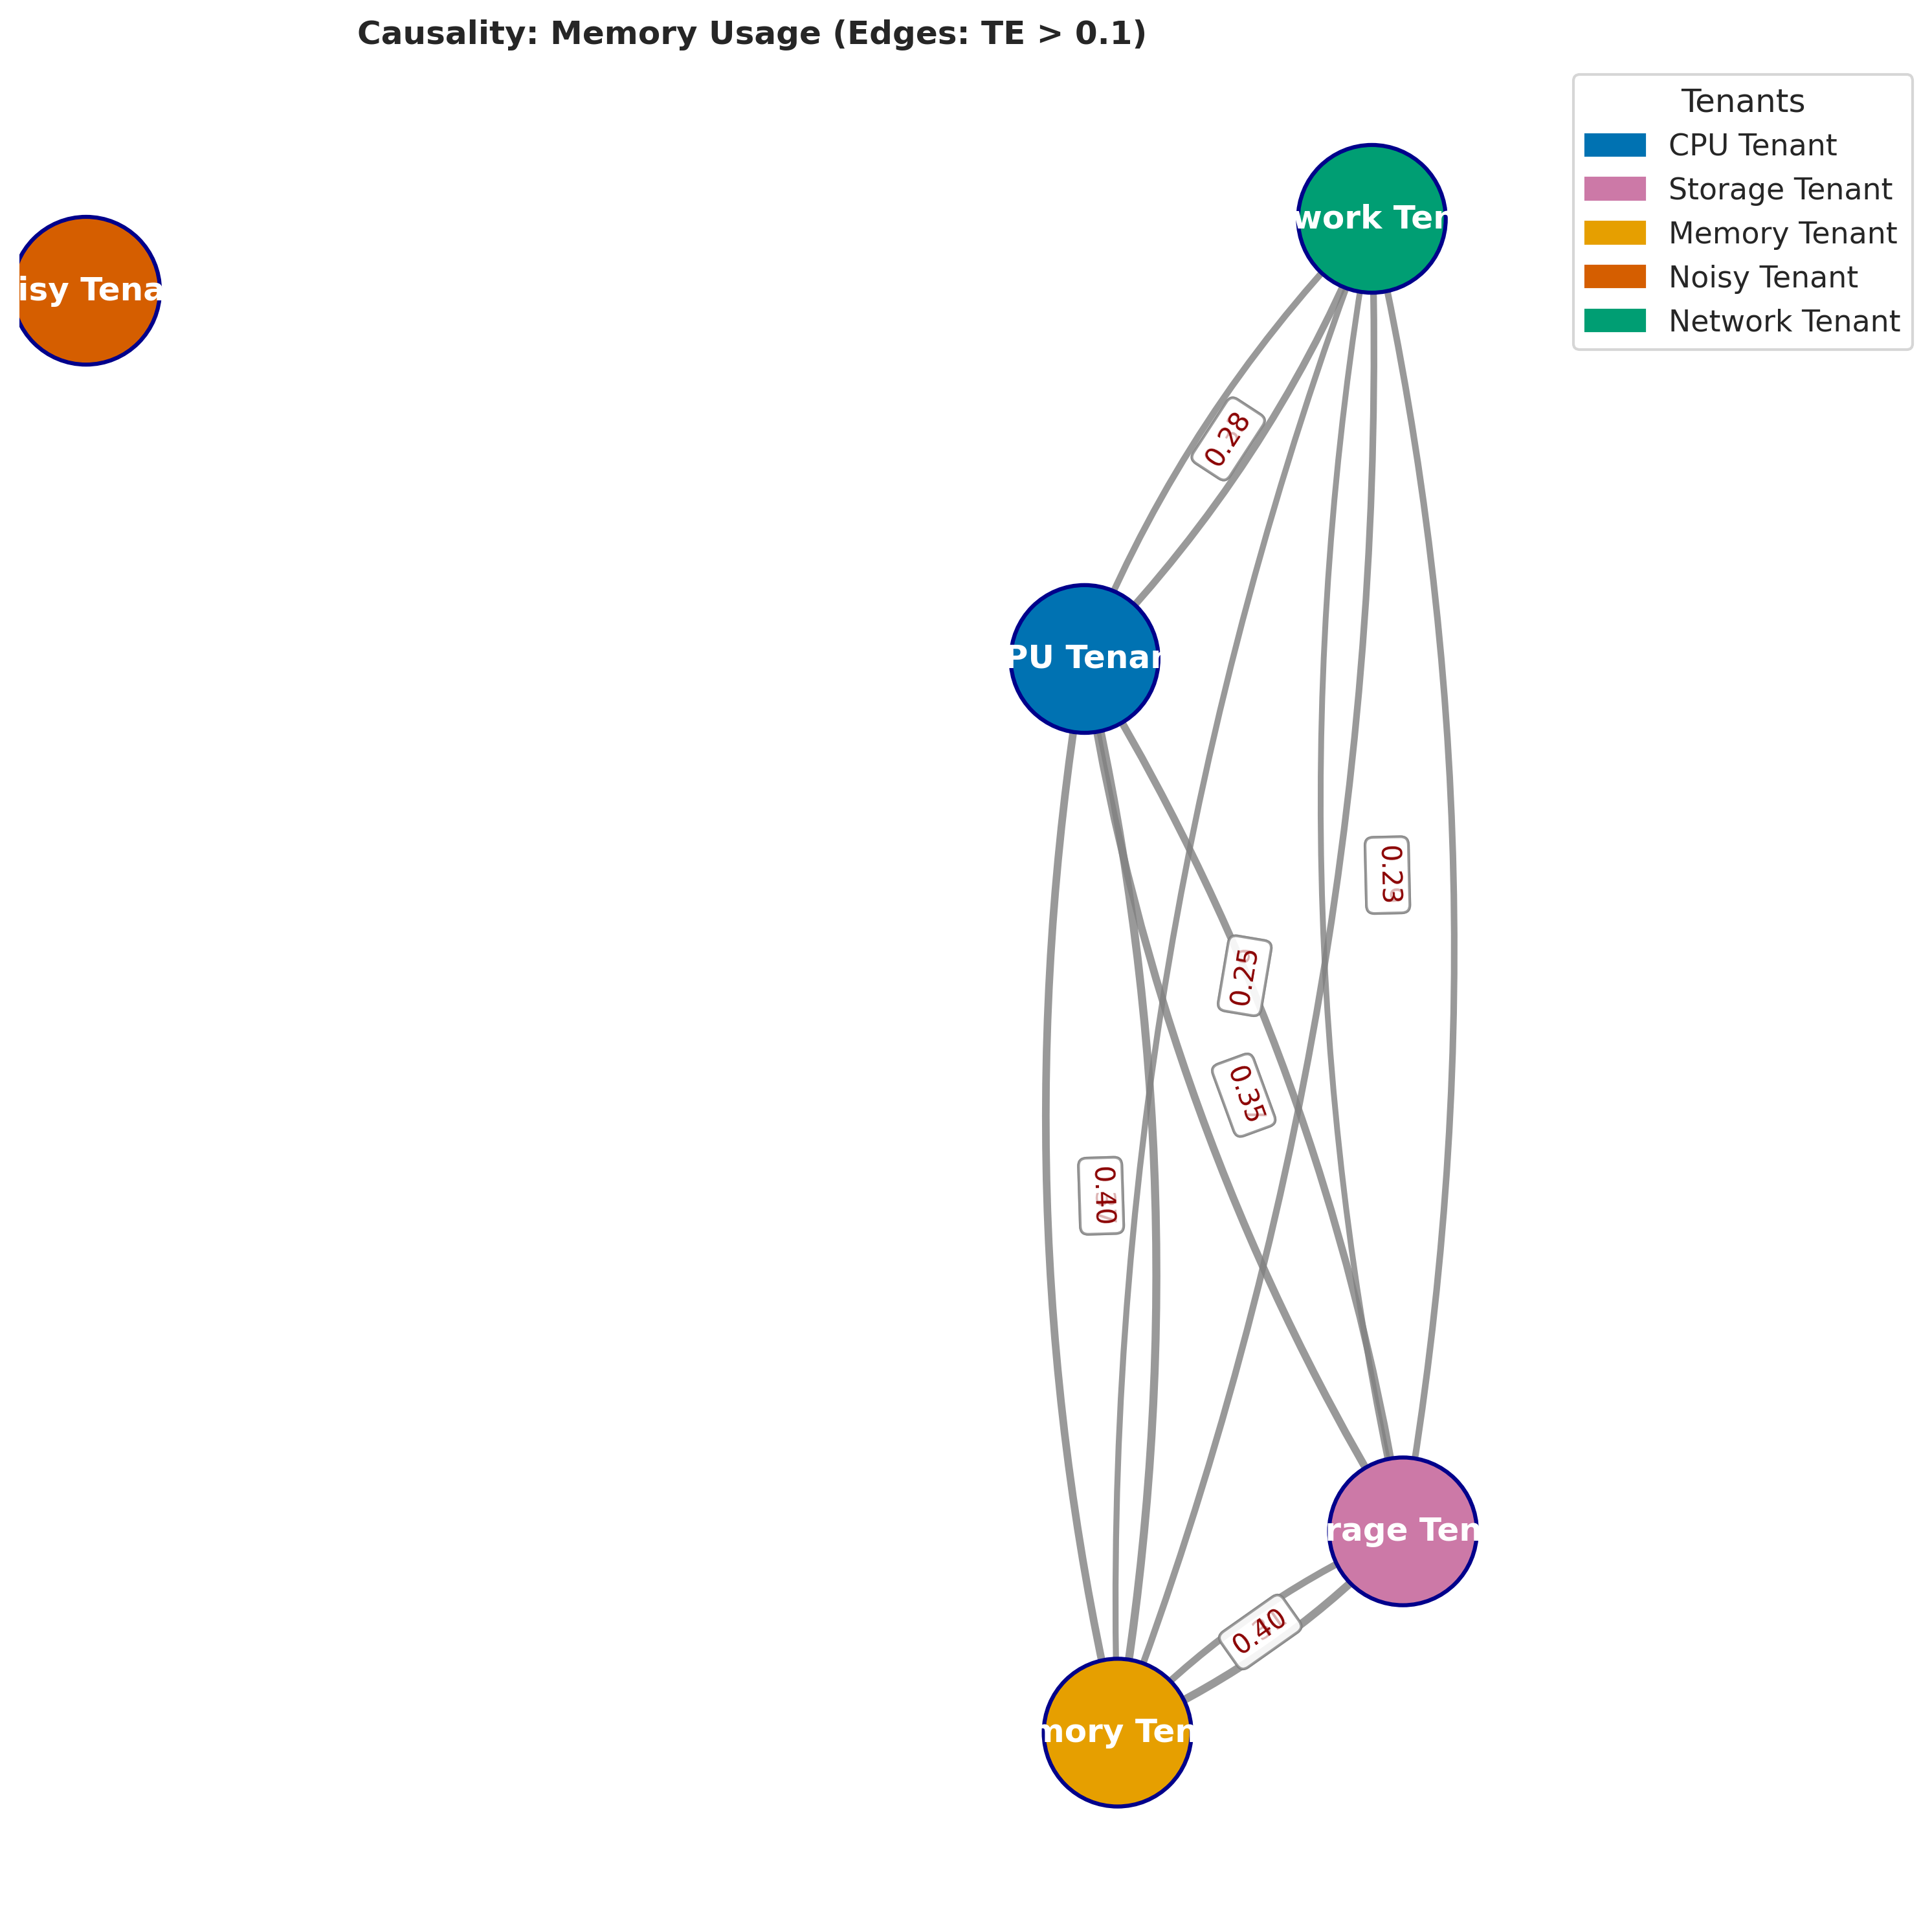 Causality: Memory Usage (Edges: TE > 0.1)
Tenants
CPU Tenant
Storage Tenant
Memory Tenant
Noisy Tenant
Network Tenant
work Ten
isy Tena
0.28
PU Tenan
0.23
0.25
0.35
0.40
rage Ten
0.40
mory Ten